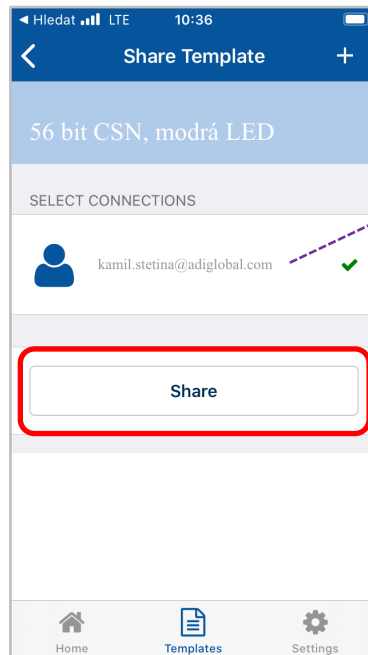 ◀ Hledat LTE 10:36
Share Template +
56 bit CSN, modrá LED
SELECT CONNECTIONS
kamil.stetina@adiglobal.com
Share
Home Templates Settings